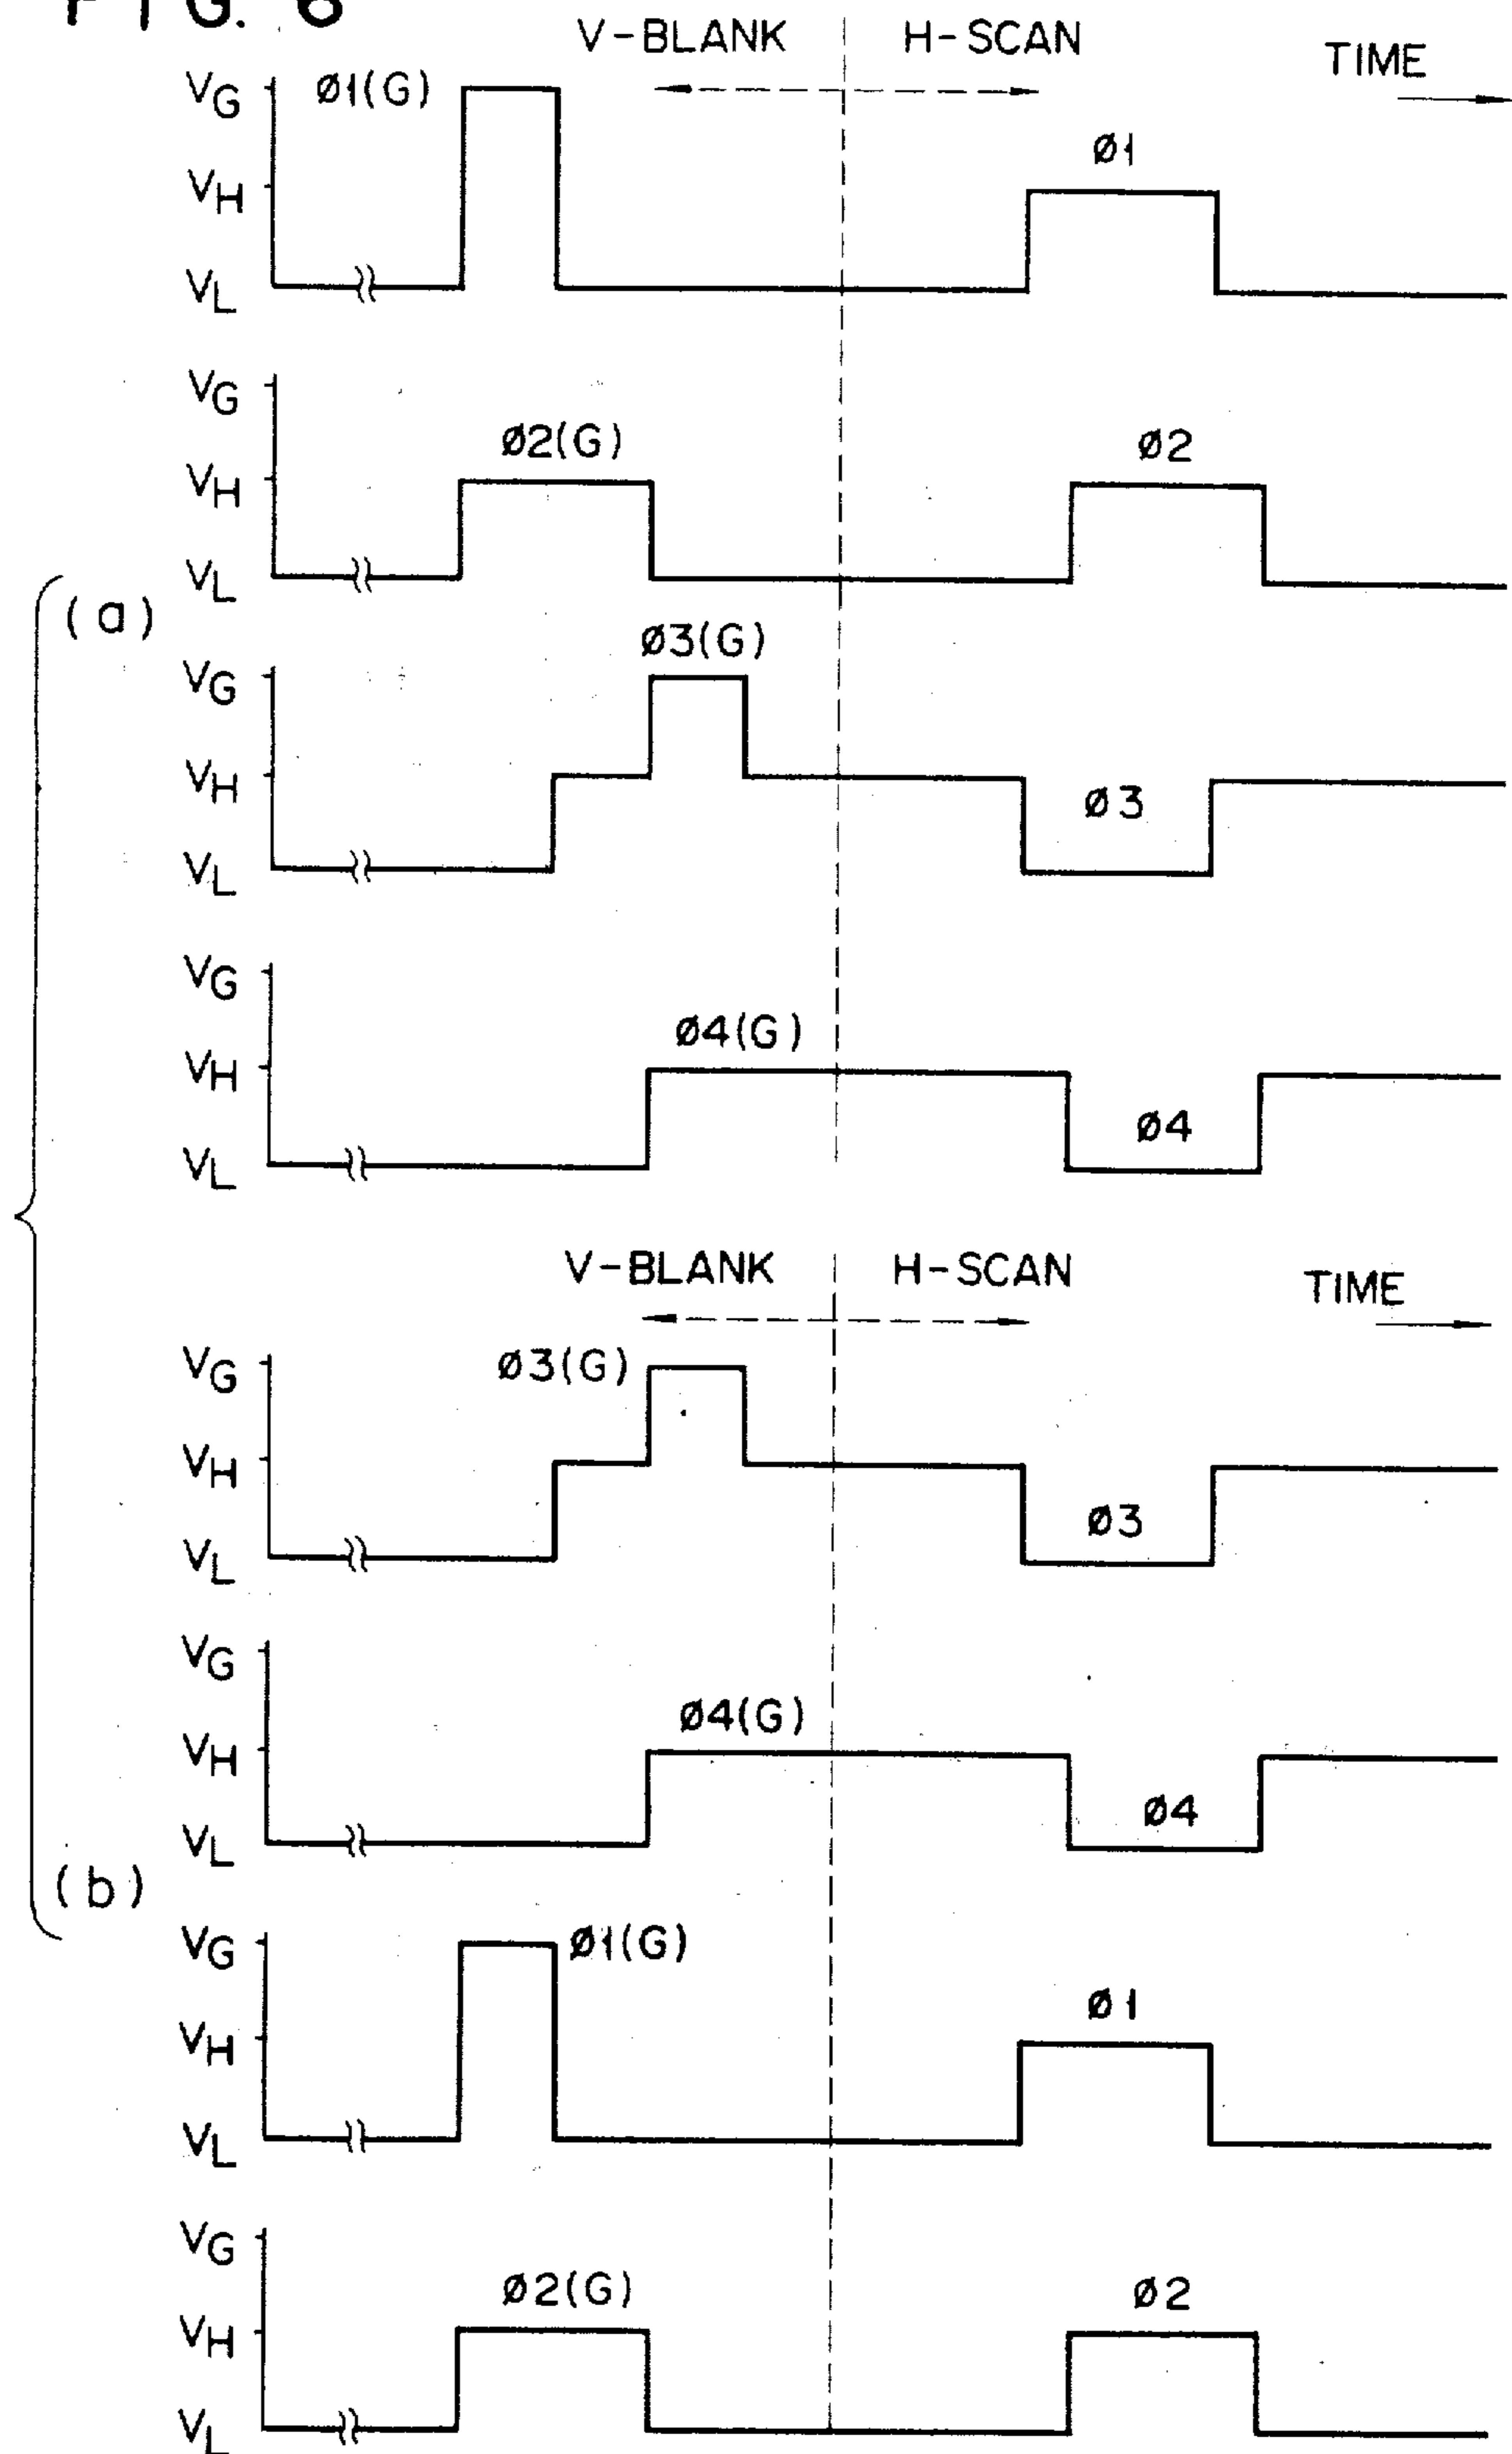 FIG. 6
V-BLANK H-SCAN TIME
VG ø1(G)
VH ø1
VL
VG
ø2(G) ø2
VH
VL
(a)
ø3(G)
VG
VH ø3
VL
VG
ø4(G)
VH
ø4
VL
V-BLANK H-SCAN TIME
VG ø3(G)
VH
ø3
VL
VG
ø4(G)
VH
ø4
VL
(b)
VG ø1(G)
ø1
VH
VL
VG
ø2(G) ø2
VH
VL